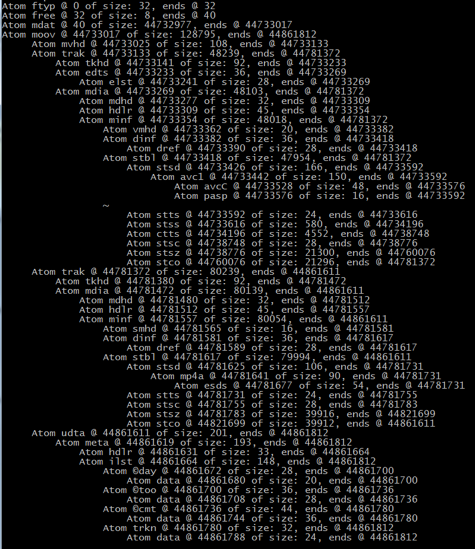 Atom ftyp @ 0 of size: 32, ends @ 32
Atom free @ 32 of size: 8, ends @ 40
Atom mdat @ 40 of size: 44732977, ends @ 44733017
Atom moov @ 44733017 of size: 128795, ends @ 44861812
Atom mvhd @ 44733025 of size: 108, ends @ 44733133
Atom trak @ 44733133 of size: 48239, ends @ 44781372
Atom tkhd @ 44733141 of size: 92, ends @ 44733233
Atom edts @ 44733233 of size: 36, ends @ 44733269
Atom elst @ 44733241 of size: 28, ends @ 44733269
Atom mdia @ 44733269 of size: 48103, ends @ 44781372
Atom mdhd @ 44733277 of size: 32, ends @ 44733309
Atom hdlr @ 44733309 of size: 45, ends @ 44733354
Atom minf @ 44733354 of size: 48018, ends @ 44781372
Atom vmhd @ 44733362 of size: 20, ends @ 44733382
Atom dinf @ 44733382 of size: 36, ends @ 44733418
Atom dref @ 44733390 of size: 28, ends @ 44733418
Atom stbl @ 44733418 of size: 47954, ends @ 44781372
Atom stsd @ 44733426 of size: 166, ends @ 44733592
Atom avc1 @ 44733442 of size: 150, ends @ 44733592
Atom avcC @ 44733528 of size: 48, ends @ 44733576
Atom pasp @ 44733576 of size: 16, ends @ 44733592
~
Atom stts @ 44733592 of size: 24, ends @ 44733616
Atom stss @ 44733616 of size: 580, ends @ 44734196
Atom ctts @ 44734196 of size: 4552, ends @ 44738748
Atom stsc @ 44738748 of size: 28, ends @ 44738776
Atom stsz @ 44738776 of size: 21300, ends @ 44760076
Atom stco @ 44760076 of size: 21296, ends @ 44781372
Atom trak @ 44781372 of size: 80239, ends @ 44861611
Atom tkhd @ 44781380 of size: 92, ends @ 44781472
Atom mdia @ 44781472 of size: 80139, ends @ 44861611
Atom mdhd @ 44781480 of size: 32, ends @ 44781512
Atom hdlr @ 44781512 of size: 45, ends @ 44781557
Atom minf @ 44781557 of size: 80054, ends @ 44861611
Atom smhd @ 44781565 of size: 16, ends @ 44781581
Atom dinf @ 44781581 of size: 36, ends @ 44781617
Atom dref @ 44781589 of size: 28, ends @ 44781617
Atom stbl @ 44781617 of size: 79994, ends @ 44861611
Atom stsd @ 44781625 of size: 106, ends @ 44781731
Atom mp4a @ 44781641 of size: 90, ends @ 44781731
Atom esds @ 44781677 of size: 54, ends @ 44781731
Atom stts @ 44781731 of size: 24, ends @ 44781755
Atom stsc @ 44781755 of size: 28, ends @ 44781783
Atom stsz @ 44781783 of size: 39916, ends @ 44821699
Atom stco @ 44821699 of size: 39912, ends @ 44861611
Atom udta @ 44861611 of size: 201, ends @ 44861812
Atom meta @ 44861619 of size: 193, ends @ 44861812
Atom hdlr @ 44861631 of size: 33, ends @ 44861664
Atom ilst @ 44861664 of size: 148, ends @ 44861812
Atom ©day @ 44861672 of size: 28, ends @ 44861700
Atom data @ 44861680 of size: 20, ends @ 44861700
Atom ©too @ 44861700 of size: 36, ends @ 44861736
Atom data @ 44861708 of size: 28, ends @ 44861736
Atom ©cmt @ 44861736 of size: 44, ends @ 44861780
Atom data @ 44861744 of size: 36, ends @ 44861780
Atom trkn @ 44861780 of size: 32, ends @ 44861812
Atom data @ 44861788 of size: 24, ends @ 44861812